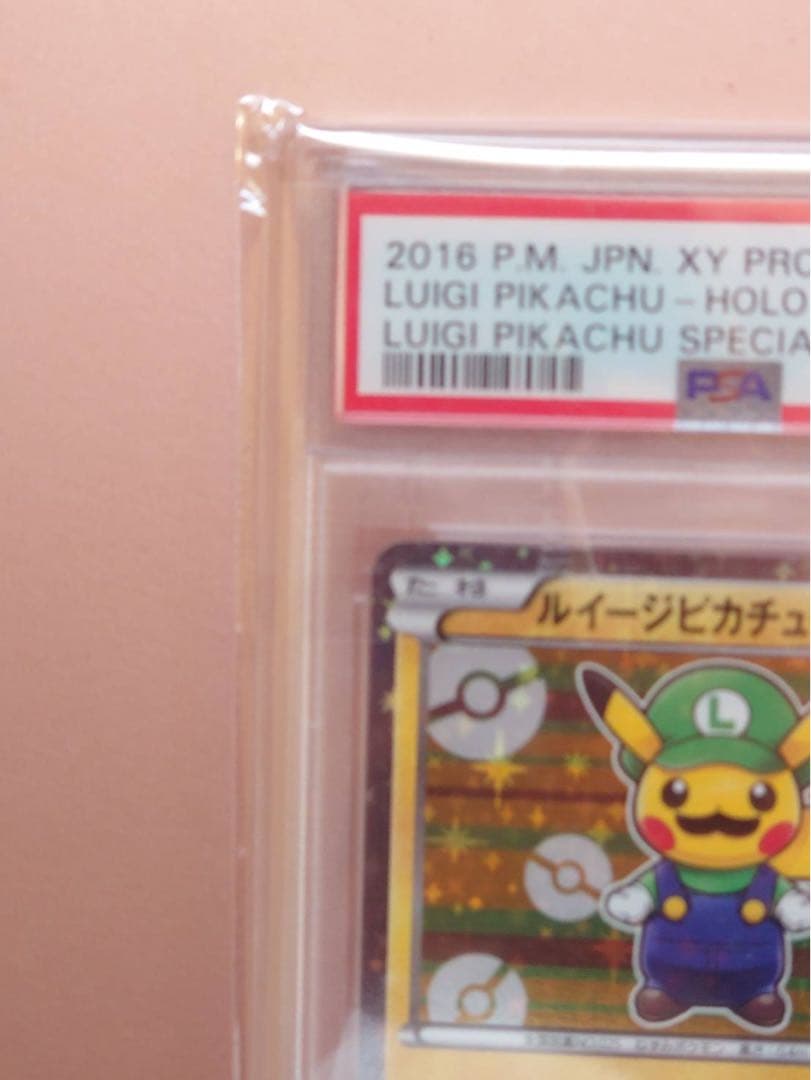 2016 P.M. JPN. XY PRO
LUIGI PIKACHU - HOLO
LUIGI PIKACHU SPECIA
PSA
たね
ルイージピカチュ
L